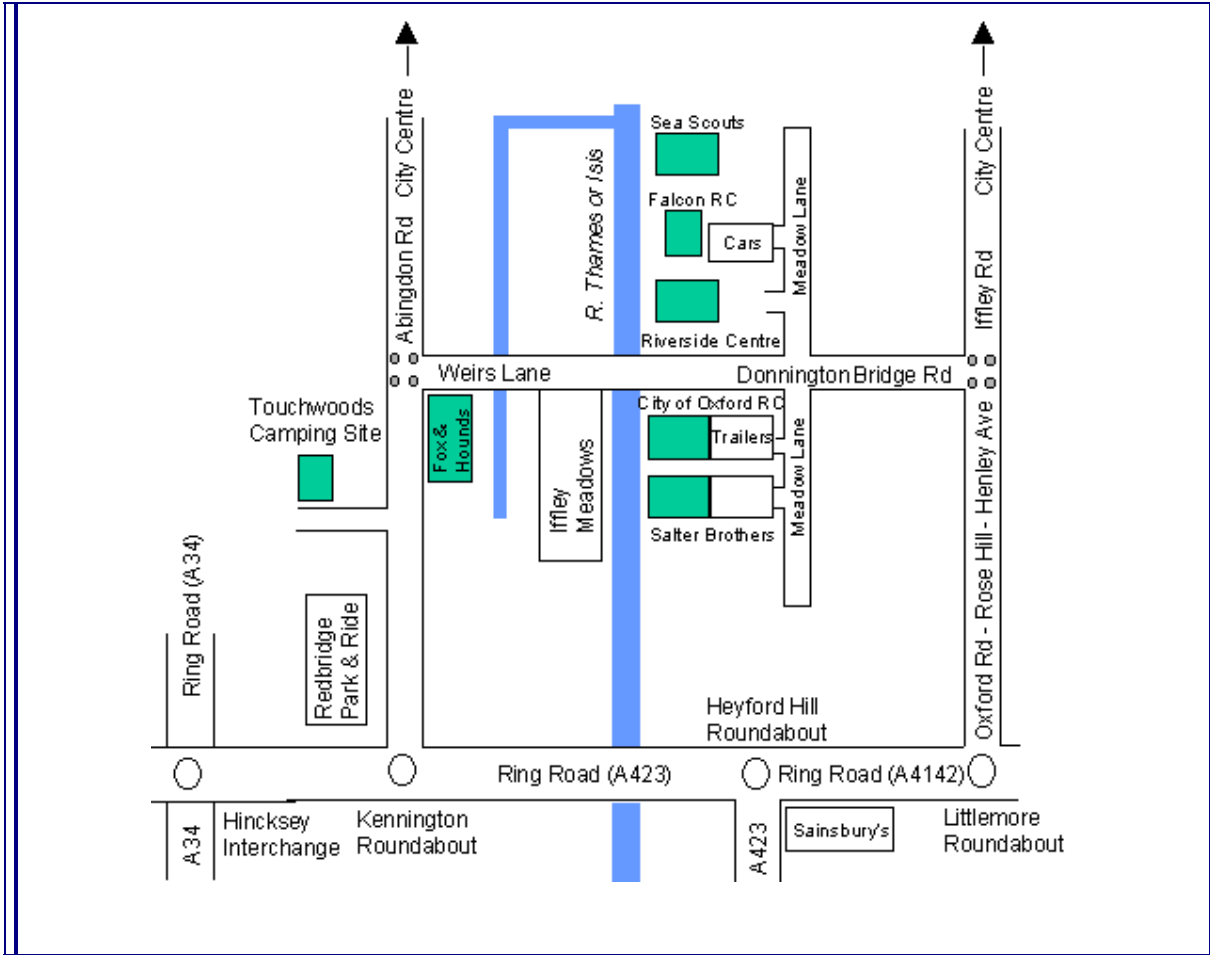 City Centre
City Centre
Sea Scouts
R. Thames or Isis
Falcon RC
Cars
Meadow Lane
Abingdon Rd
Iffley Rd
Riverside Centre
Weirs Lane
Donnington Bridge Rd
Touchwoods
Camping Site
Fox &
Hounds
City of Oxford RC
Trailers
Iffley
Meadows
Meadow Lane
Salter Brothers
Oxford Rd - Rose Hill - Henley Ave
Ring Road (A34)
Redbridge
Park & Ride
Heyford Hill
Roundabout
Ring Road (A423)
Ring Road (A4142)
A34
Hincksey
Interchange
Kennington
Roundabout
A423
Sainsbury's
Littlemore
Roundabout